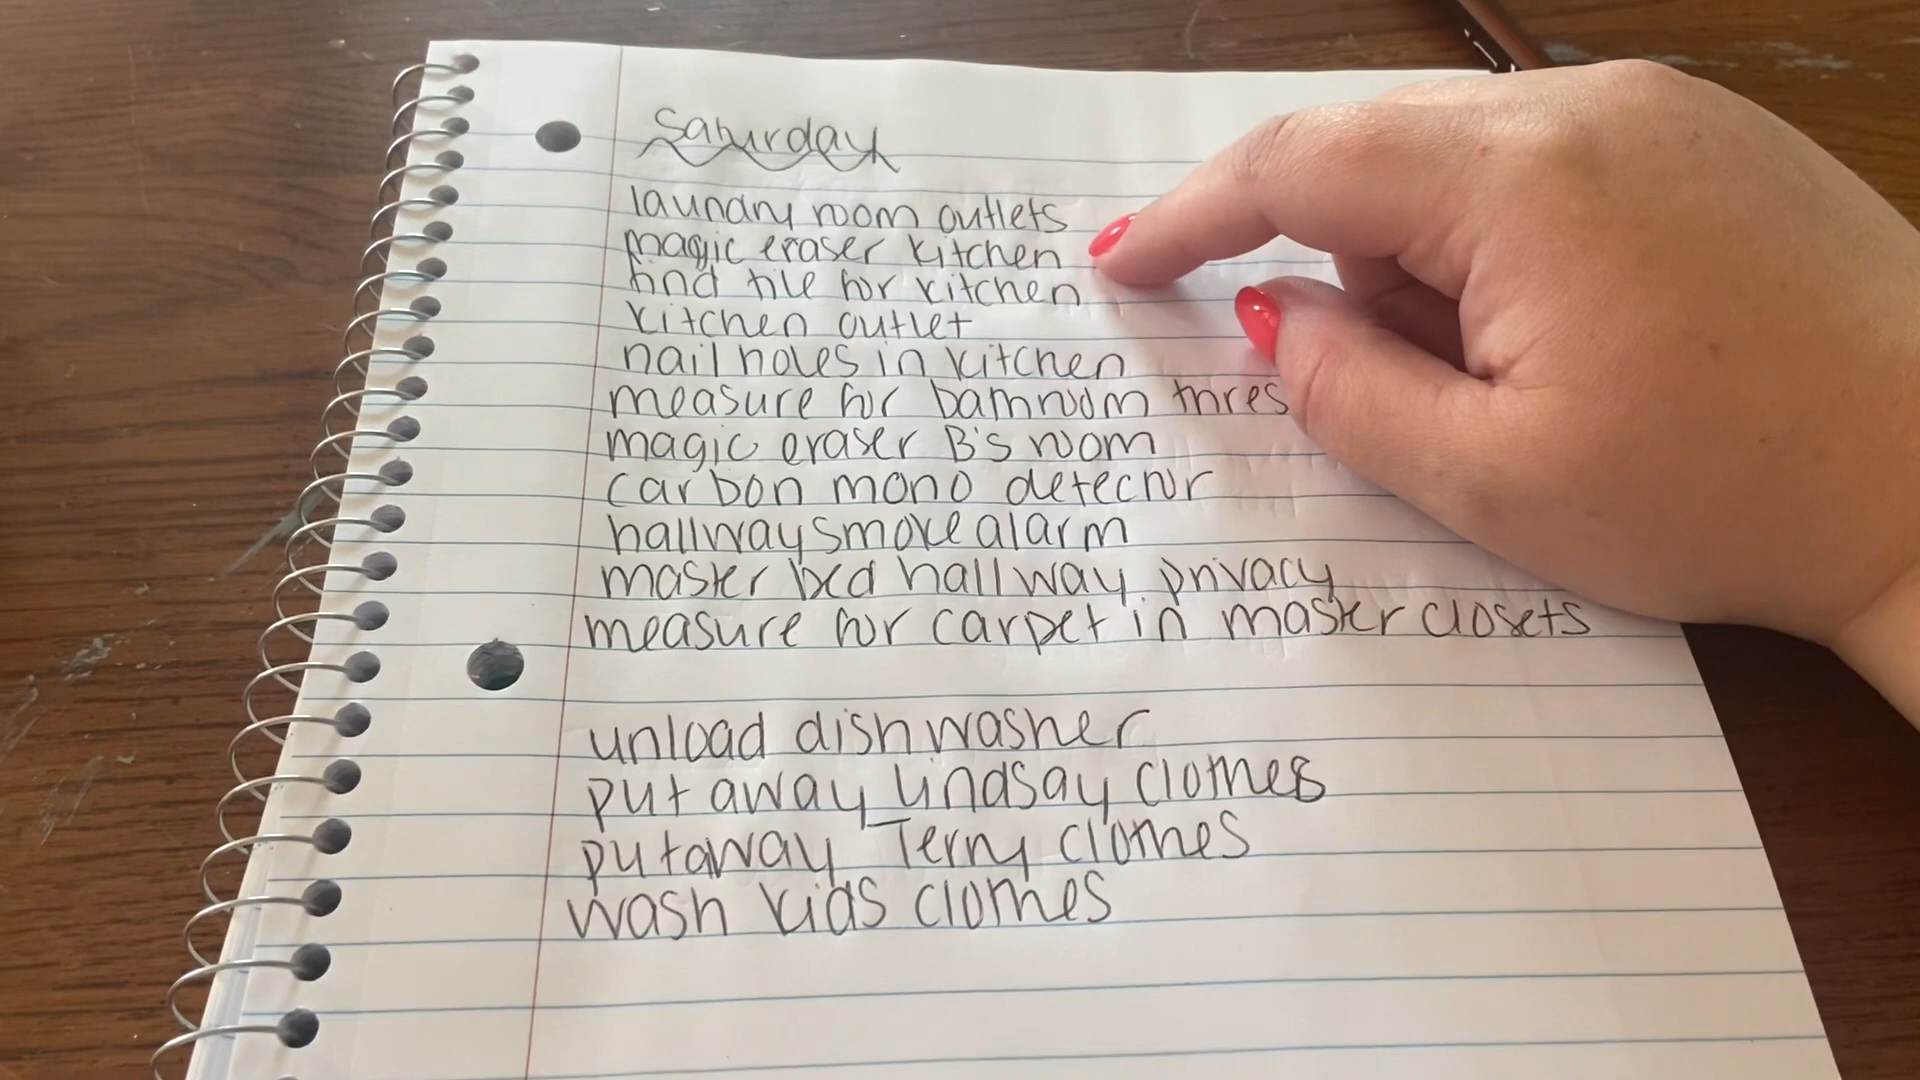 Saturday
laundry room outlets
magic eraser kitchen
find tile for kitchen
kitchen outlet
nail holes in kitchen
measure for bathroom thres
magic eraser B's room
carbon mono detector
hallway smoke alarm
master bed hallway privacy
measure for carpet in master closets
unload dishwasher
put away Lindsay clothes
put away Terry clothes
wash kids clothes